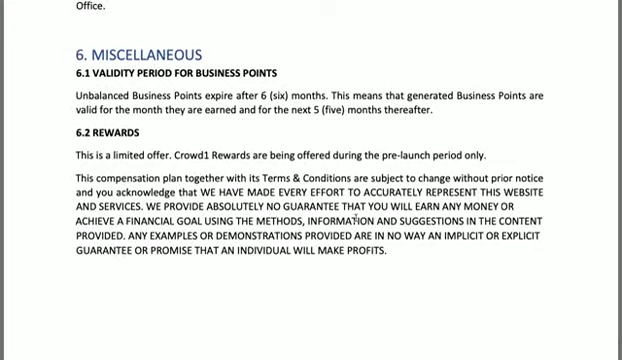 Office.
6. MISCELLANEOUS
6.1 VALIDITY PERIOD FOR BUSINESS POINTS
Unbalanced Business Points expire after 6 (six) months. This means that generated Business Points are
valid for the month they are earned and for the next 5 (five) months thereafter.
6.2 REWARDS
This is a limited offer. Crowd1 Rewards are being offered during the pre-launch period only.
This compensation plan together with its Terms & Conditions are subject to change without prior notice
and you acknowledge that WE HAVE MADE EVERY EFFORT TO ACCURATELY REPRESENT THIS WEBSITE
AND SERVICES. WE PROVIDE ABSOLUTELY NO GUARANTEE THAT YOU WILL EARN ANY MONEY OR
ACHIEVE A FINANCIAL GOAL USING THE METHODS, INFORMATION AND SUGGESTIONS IN THE CONTENT
PROVIDED. ANY EXAMPLES OR DEMONSTRATIONS PROVIDED ARE IN NO WAY AN IMPLICIT OR EXPLICIT
GUARANTEE OR PROMISE THAT AN INDIVIDUAL WILL MAKE PROFITS.